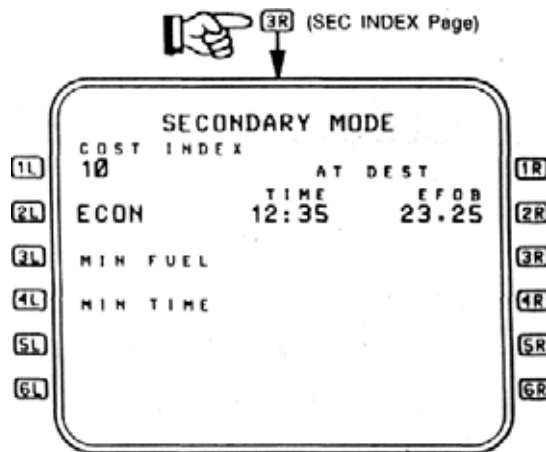 3R (SEC INDEX Page)
SECONDARY MODE
COST INDEX
1L 10 AT DEST 1R
TIME EFOB
2L ECON 12:35 23.25 2R
3L MIN FUEL 3R
4L MIN TIME 4R
5L 5R
6L 6R